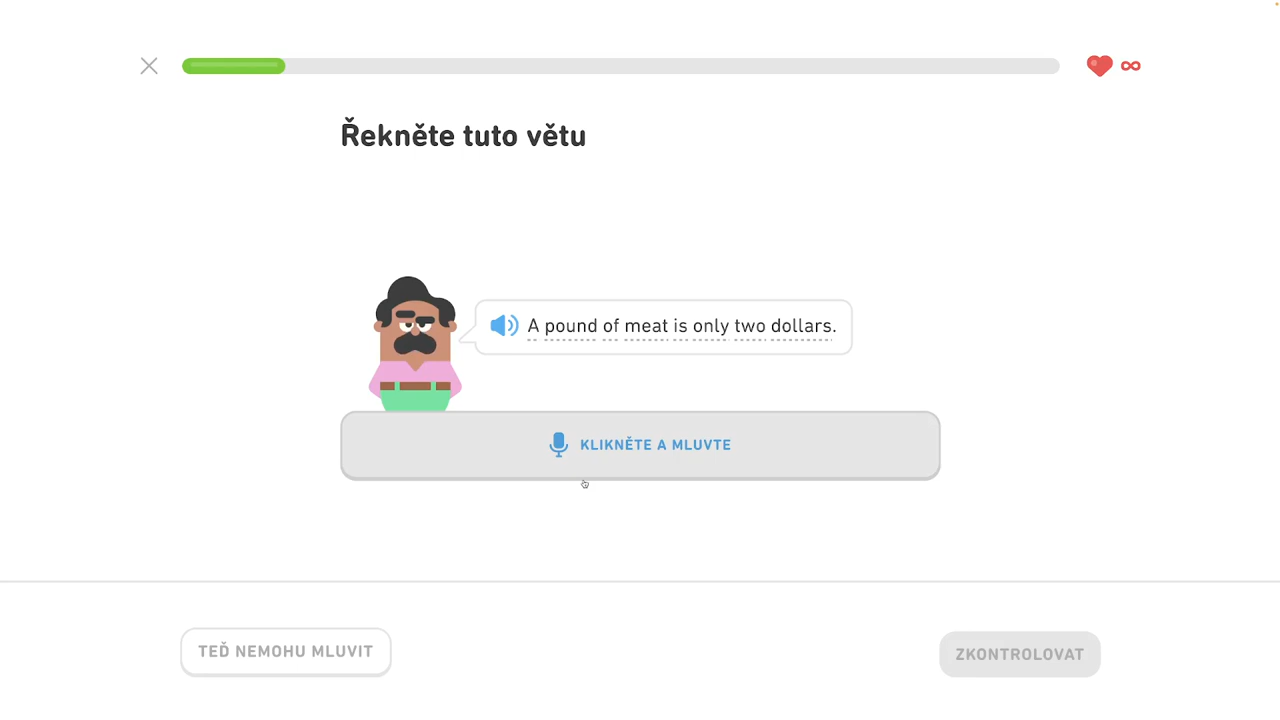 Řekněte tuto větu
A pound of meat is only two dollars.
KLIKNĚTE A MLUVTE
TEĎ NEMOHU MLUVIT
ZKONTROLOVAT